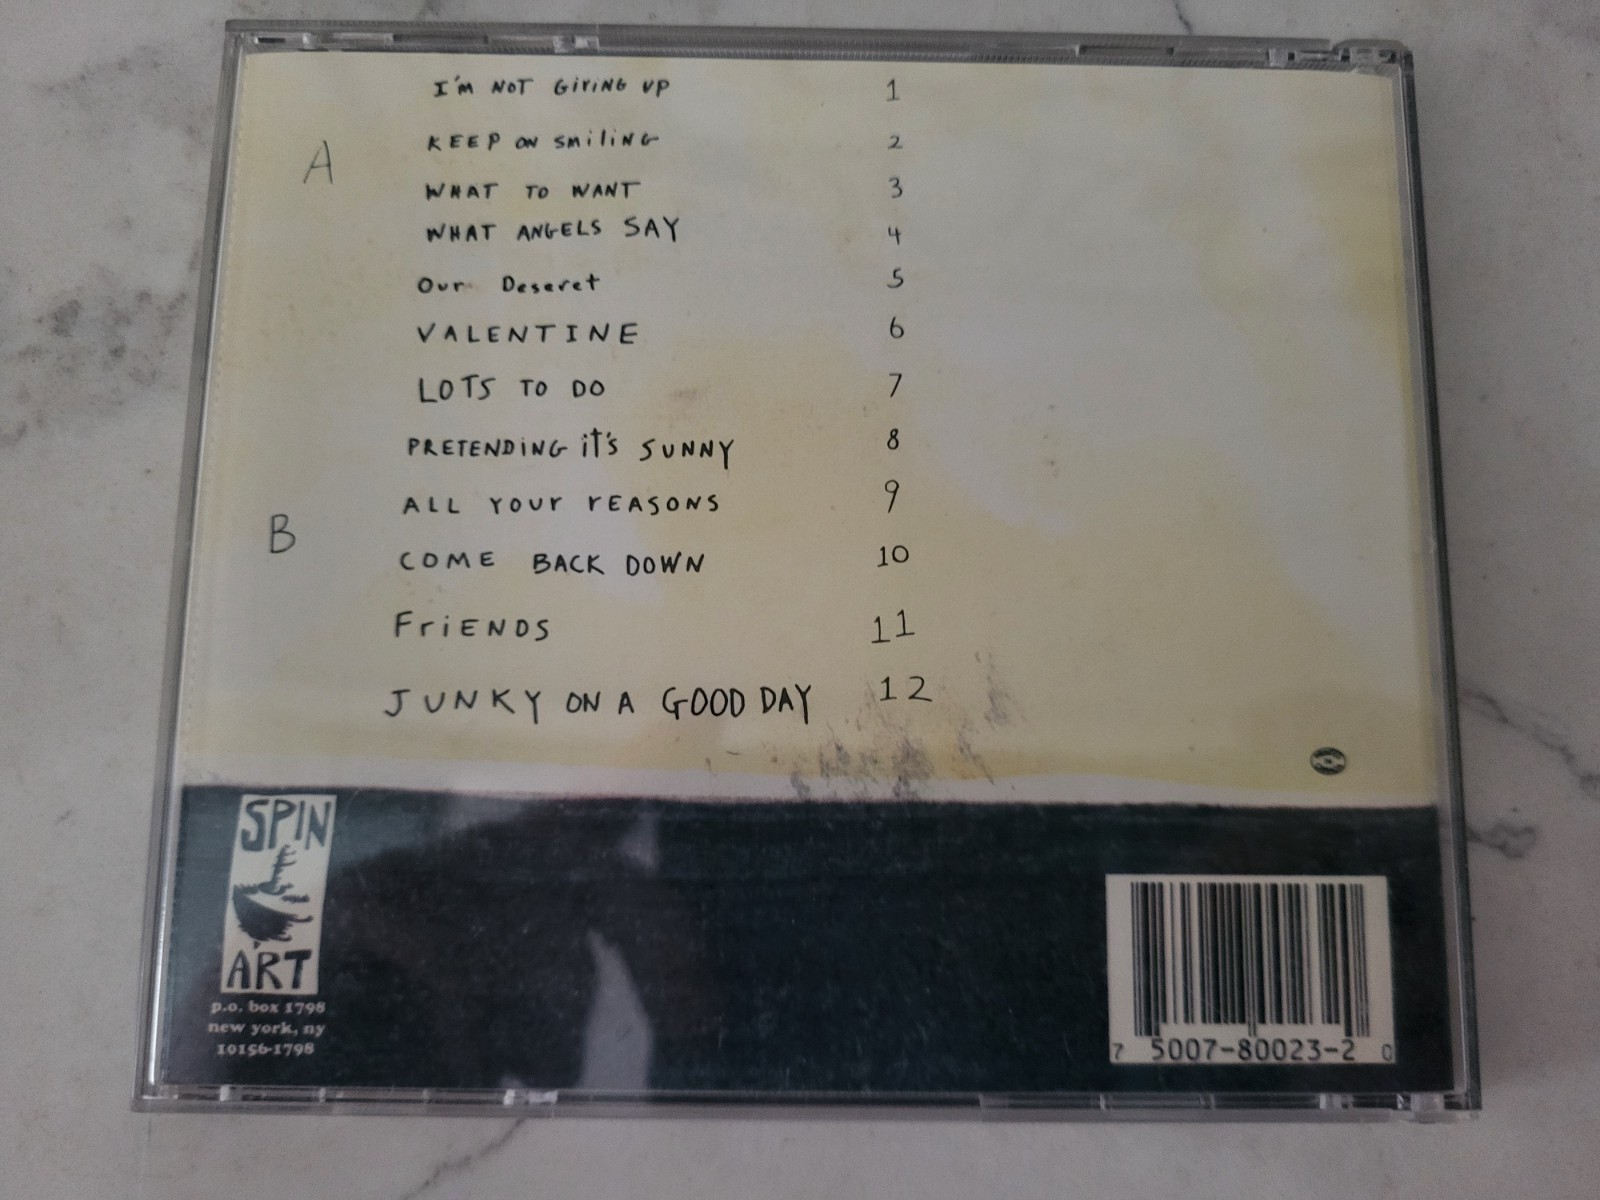 I'm NOT GiviNG UP 1
KEEP ON SmiliNG 2
WHAT TO WANT 3
WHAT ANGELS SAY 4
Our Deseret 5
VALENTINE 6
LOTS TO DO 7
PRETENDiNG iT's SUNNY 8
ALL YOUr rEASONS 9
COME BACK DOWN 10
FriENDS 11
JUNKY ON A GOOD DAY 12
A
B
SPIN
ART
p.o. box 1798
new york, ny
10156-1798
7 5007-80023-2 0